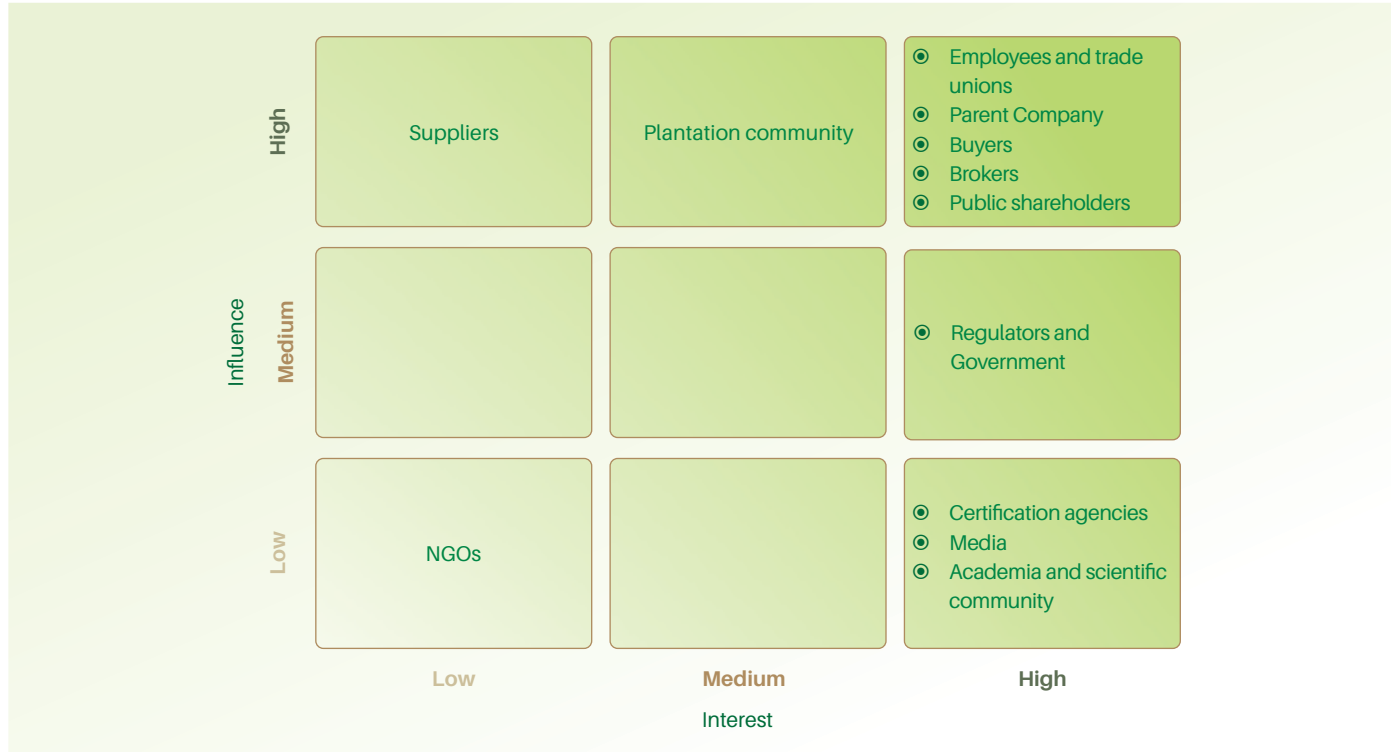 High
Suppliers
Plantation community
Employees and trade
unions
Parent Company
Buyers
Brokers
Public shareholders
Influence
Medium
Regulators and
Government
Low
NGOs
Certification agencies
Media
Academia and scientific
community
Low
Medium
High
Interest